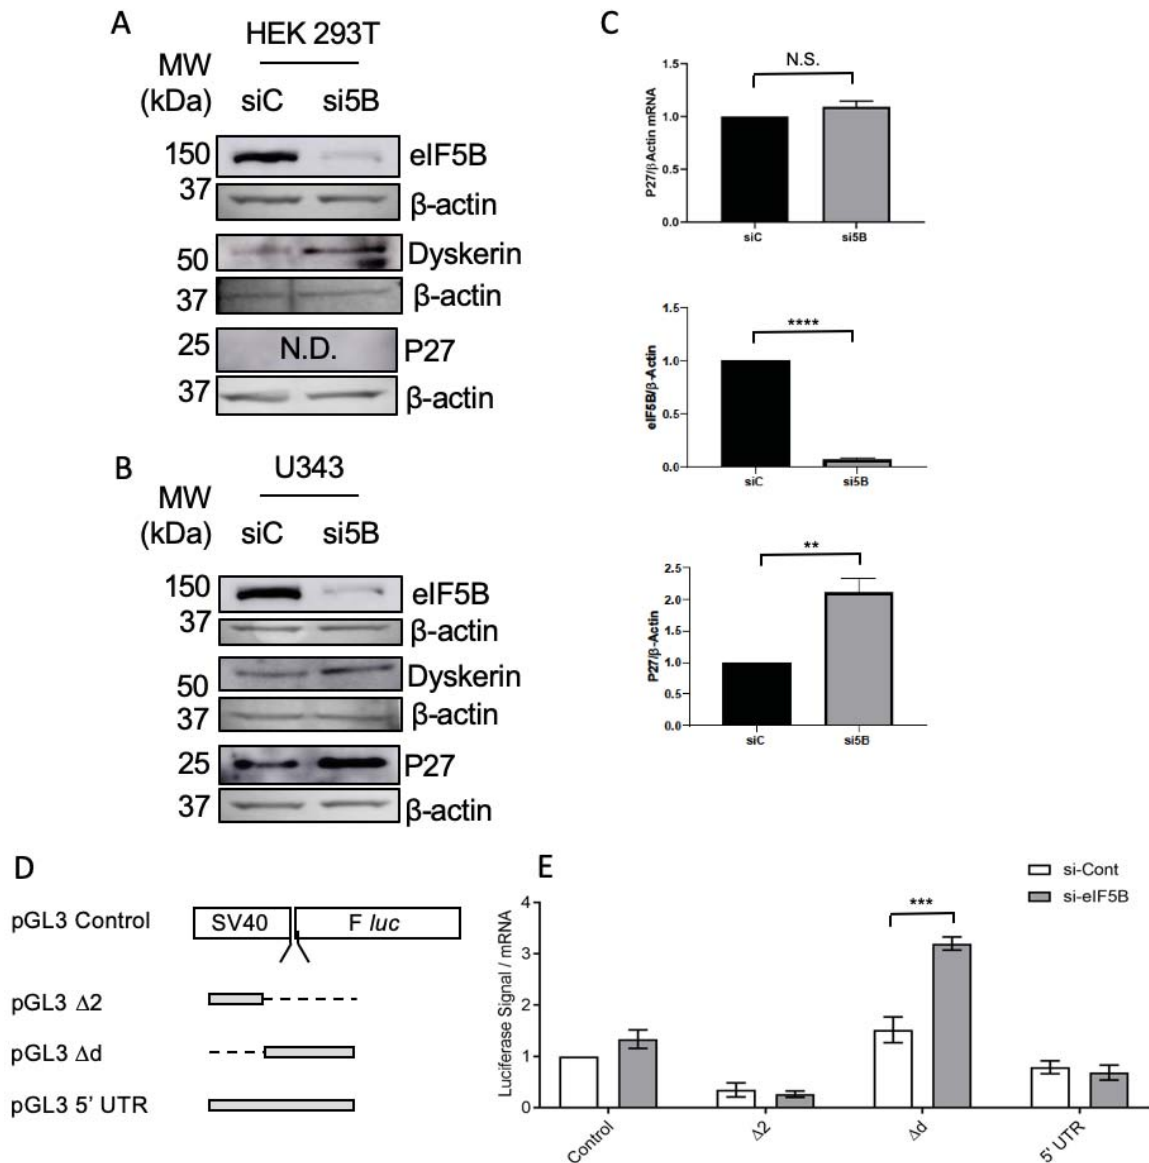 A
HEK 293T
MW
(kDa)
siC si5B
150 eIF5B
37 β-actin
50 Dyskerin
37 β-actin
25 N.D. P27
37 β-actin
B
U343
MW
(kDa)
siC si5B
150 eIF5B
37 β-actin
50 Dyskerin
37 β-actin
25 P27
37 β-actin
C
N.S.
P27/βActin mRNA
1.5
1.0
0.5
0.0
siC si5B
****
eIF5B/β-Actin
1.5
1.0
0.5
0.0
siC si5B
**
P27/β-Actin
2.5
2.0
1.5
1.0
0.5
0.0
siC si5B
D
pGL3 Control SV40 F luc
pGL3 Δ2
pGL3 Δd
pGL3 5' UTR
E
si-Cont
si-eIF5B
***
Luciferase Signal / mRNA
4
3
2
1
0
Control Δ2 Δd 5' UTR